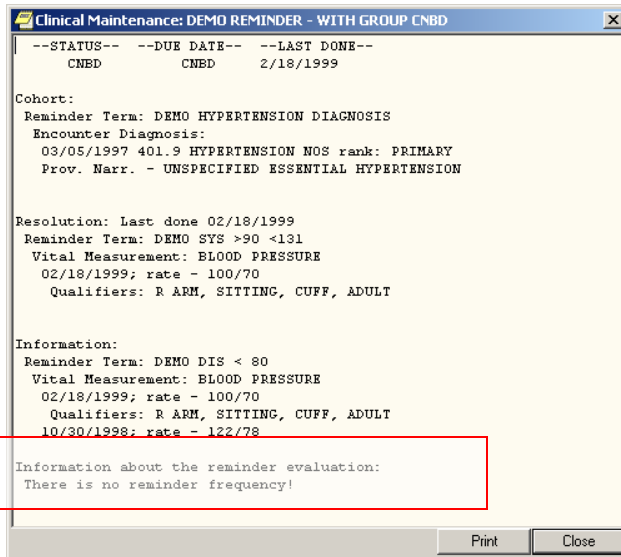 Clinical Maintenance: DEMO REMINDER - WITH GROUP CNBD
--STATUS-- --DUE DATE-- --LAST DONE--
CNBD CNBD 2/18/1999
Cohort:
Reminder Term: DEMO HYPERTENSION DIAGNOSIS
Encounter Diagnosis:
03/05/1997 401.9 HYPERTENSION NOS rank: PRIMARY
Prov. Narr. - UNSPECIFIED ESSENTIAL HYPERTENSION
Resolution: Last done 02/18/1999
Reminder Term: DEMO SYS >90 <131
Vital Measurement: BLOOD PRESSURE
02/18/1999; rate - 100/70
Qualifiers: R ARM, SITTING, CUFF, ADULT
Information:
Reminder Term: DEMO DIS < 80
Vital Measurement: BLOOD PRESSURE
02/18/1999; rate - 100/70
Qualifiers: R ARM, SITTING, CUFF, ADULT
10/30/1998; rate - 122/78
Information about the reminder evaluation:
There is no reminder frequency!
Print Close